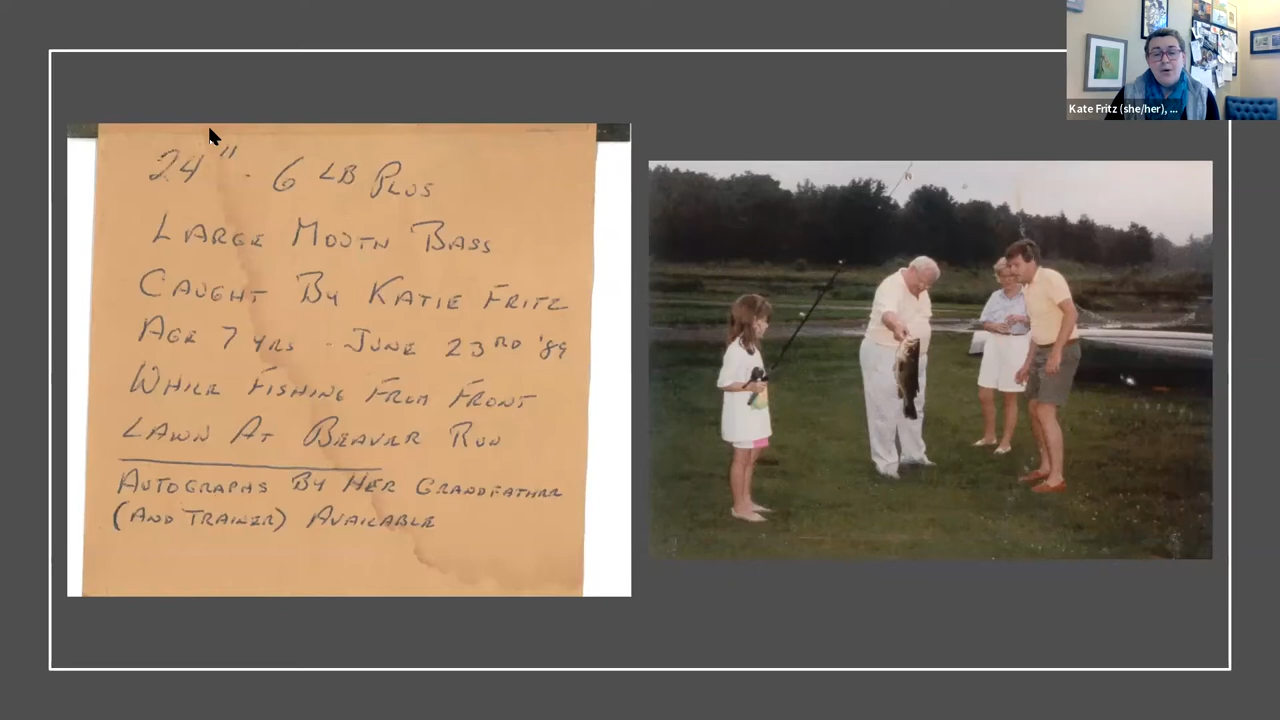 24" - 6 LB PLUS
LARGE MOUTH BASS
CAUGHT BY KATIE FRITZ
AGE 7 YRS - JUNE 23RD '89
WHILE FISHING FROM FRONT
LAWN AT BEAVER RUN
AUTOGRAPHS BY HER GRANDFATHER
(AND TRAINER) AVAILABLE
Kate Fritz (she/her), ...